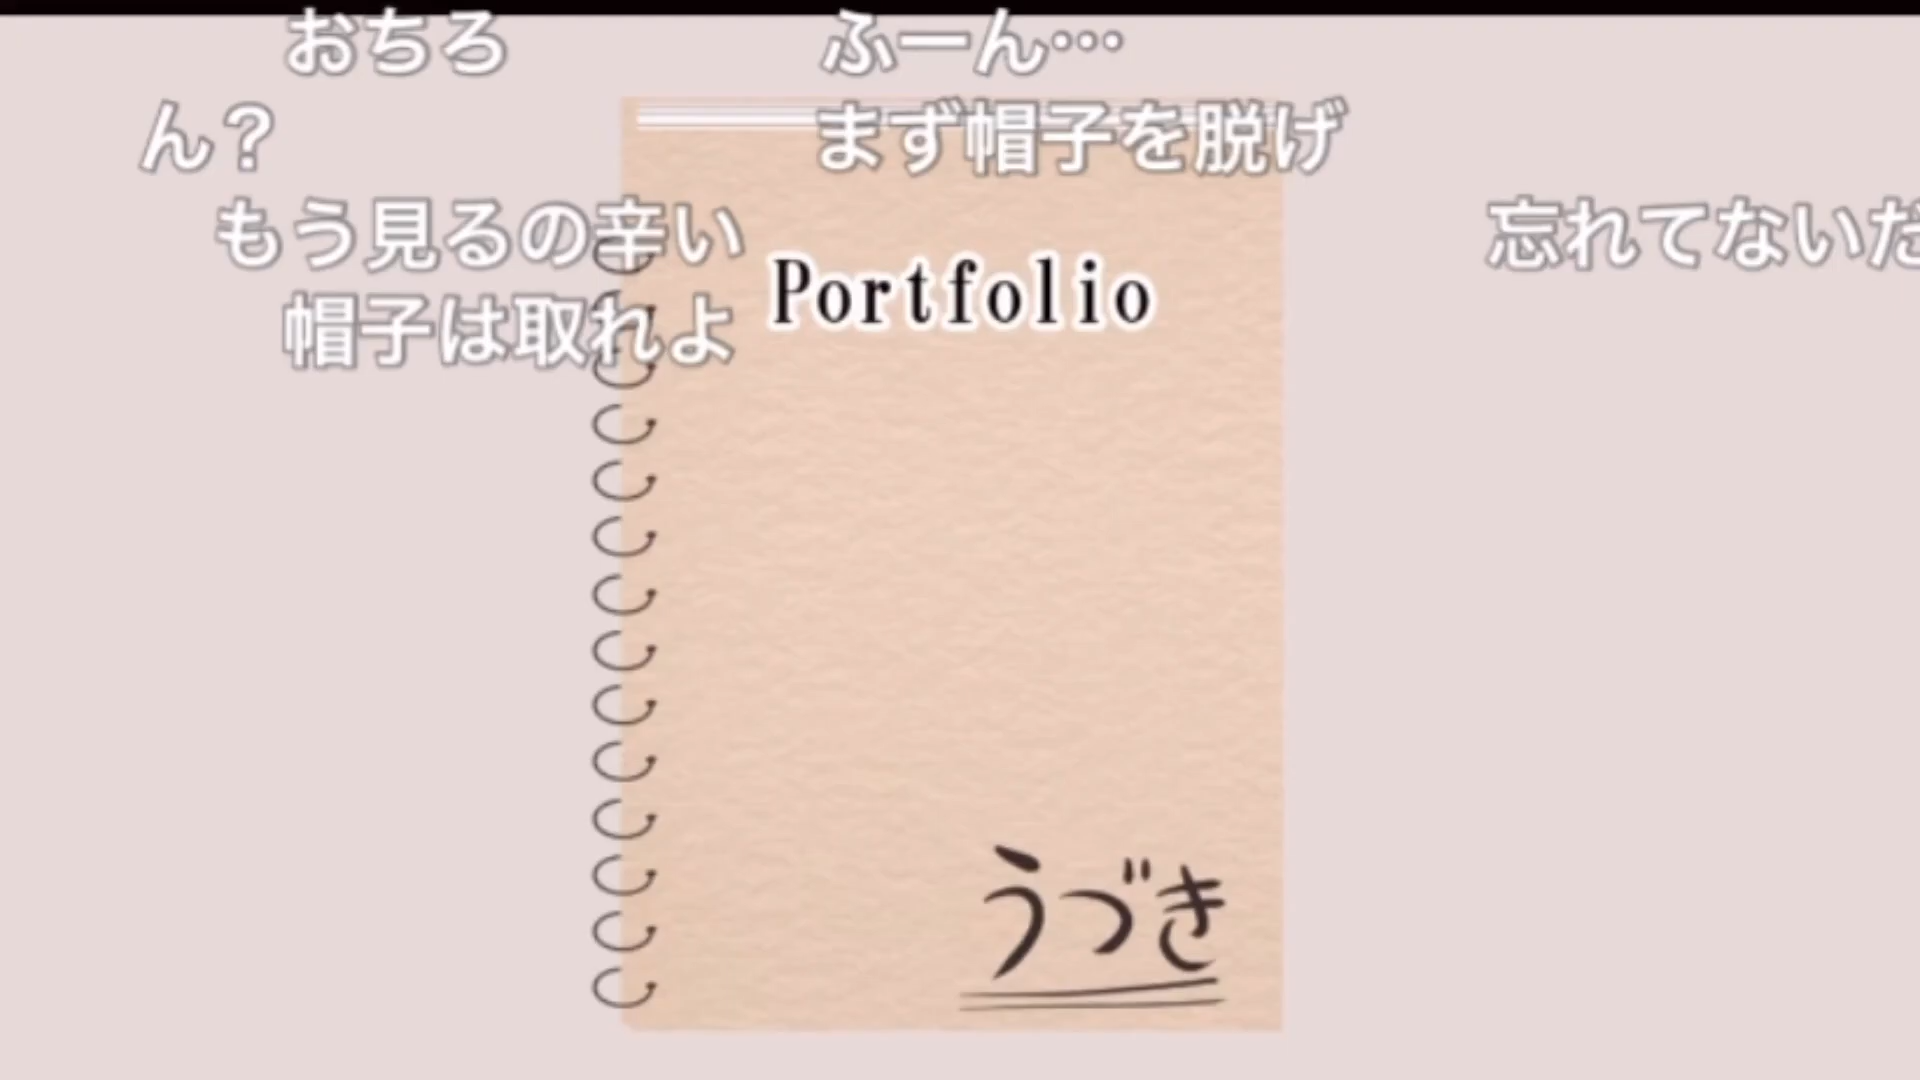 おちろ
ふーん…
ん？
まず帽子を脱げ
もう見るの辛い
忘れてないだ
帽子は取れよ
Portfolio
うづき